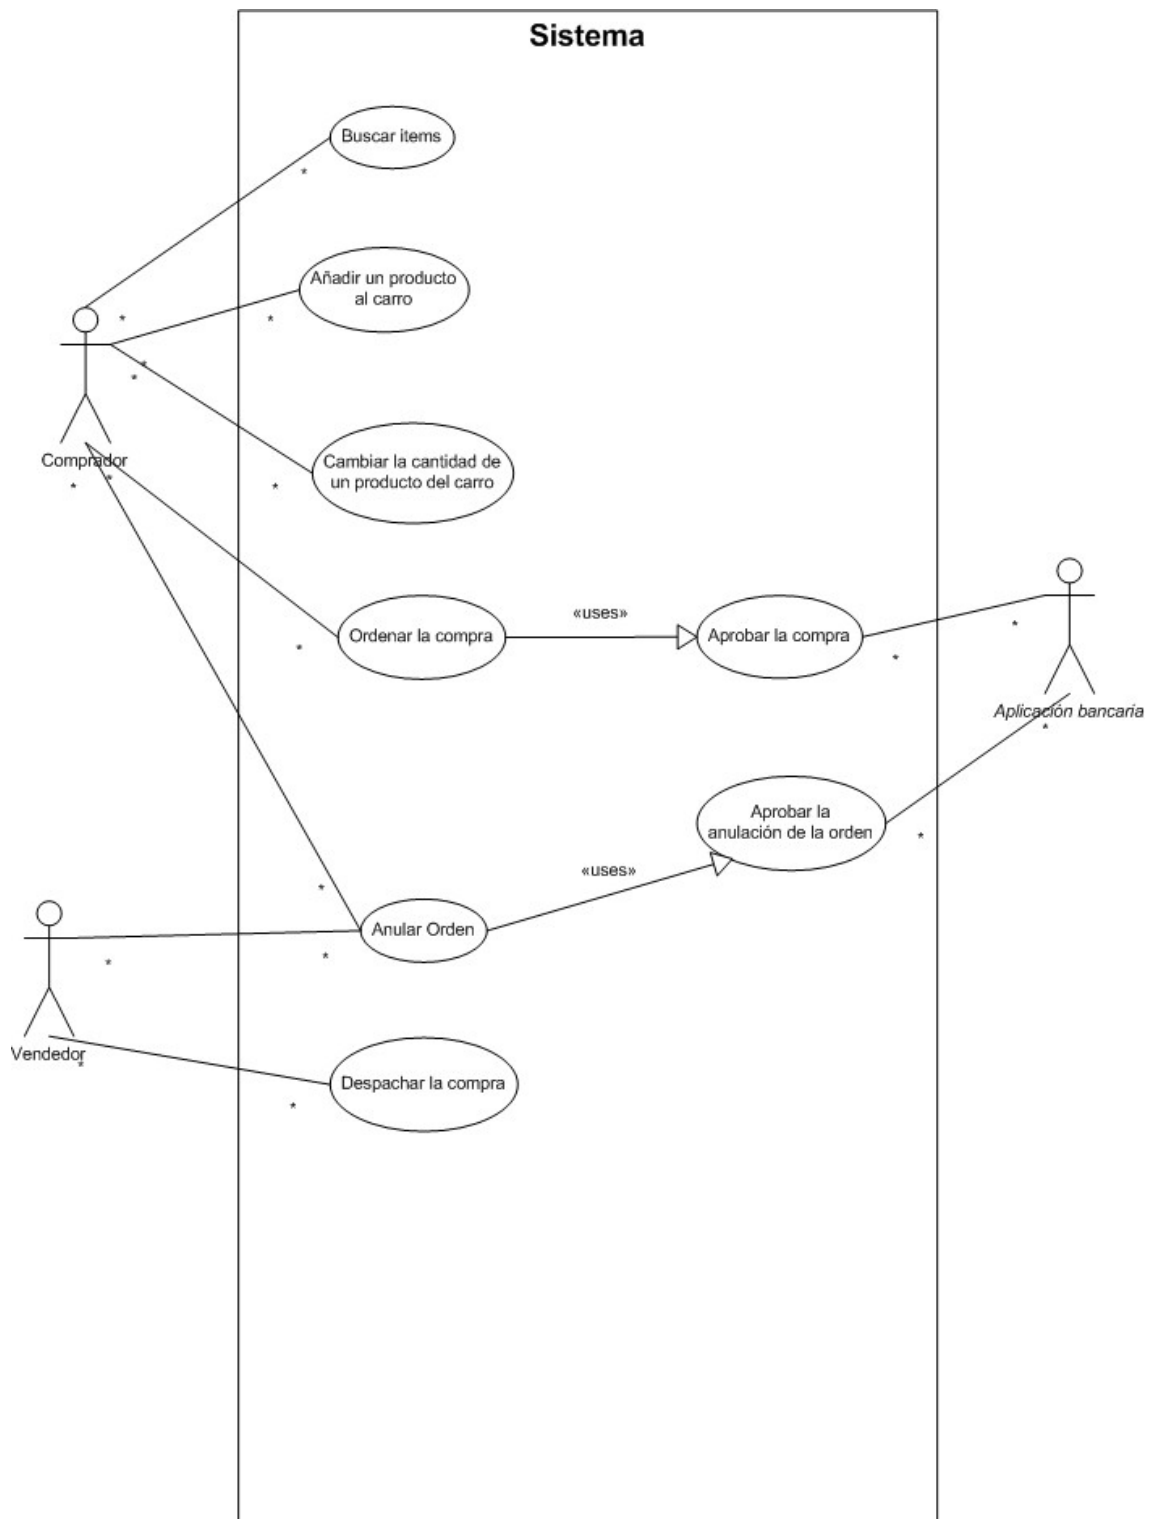 Sistema
Buscar items
*
Añadir un producto
al carro
*
*
*
*
Comprador
Cambiar la cantidad de
un producto del carro
*
*
*
Ordenar la compra
*
«uses»
Aprobar la compra
*
*
Aplicación bancaria
*
Aprobar la
anulación de la orden
*
«uses»
*
Anular Orden
*
*
Vendedor
*
Despachar la compra
*